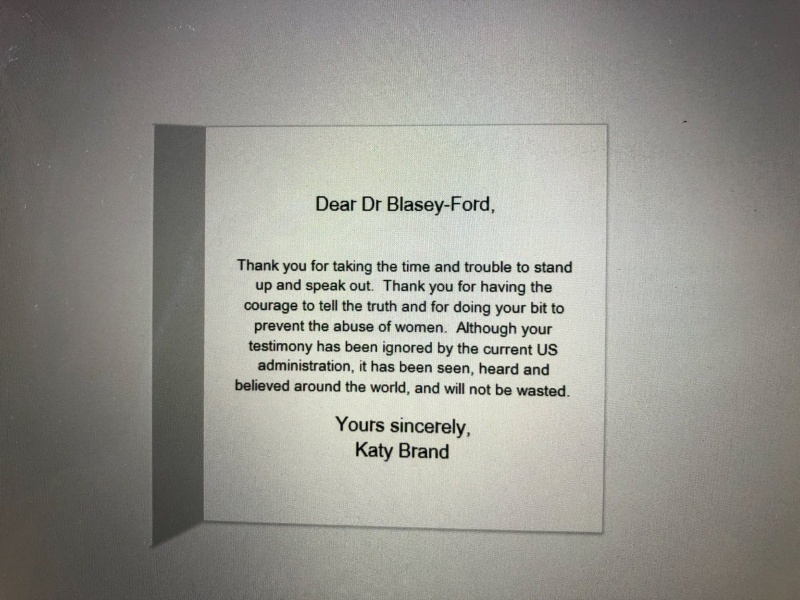 Dear Dr Blasey-Ford,
Thank you for taking the time and trouble to stand
up and speak out. Thank you for having the
courage to tell the truth and for doing your bit to
prevent the abuse of women. Although your
testimony has been ignored by the current US
administration, it has been seen, heard and
believed around the world, and will not be wasted.
Yours sincerely,
Katy Brand